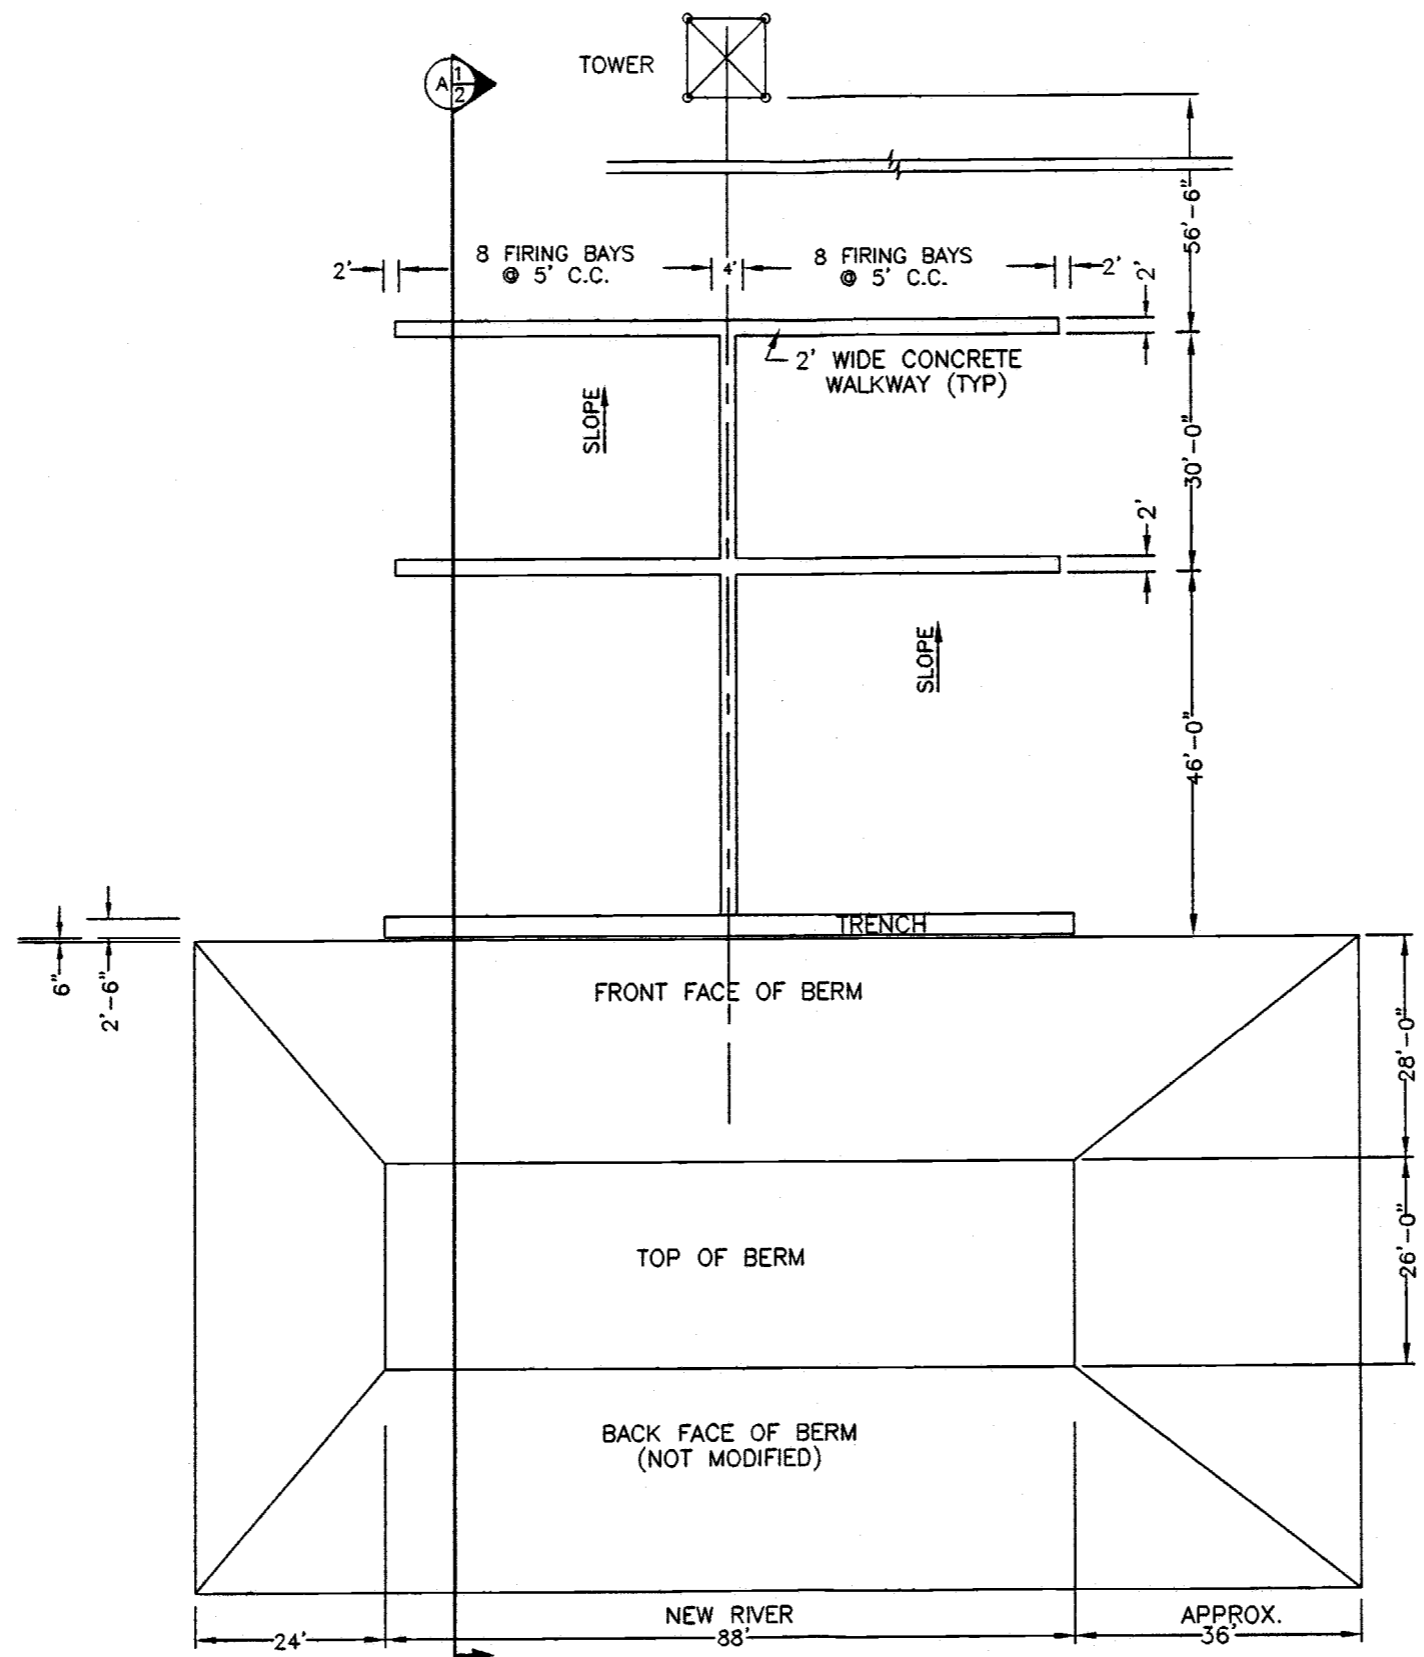 TOWER
A
1
2
56'-6"
8 FIRING BAYS
@ 5' C.C.
8 FIRING BAYS
@ 5' C.C.
2'
4'
2'
2'
2' WIDE CONCRETE
WALKWAY (TYP)
SLOPE
30'-0"
2'
SLOPE
46'-0"
TRENCH
6"
2'-6"
FRONT FACE OF BERM
28'-0"
TOP OF BERM
26'-0"
BACK FACE OF BERM
(NOT MODIFIED)
NEW RIVER
APPROX.
24'
88'
36'